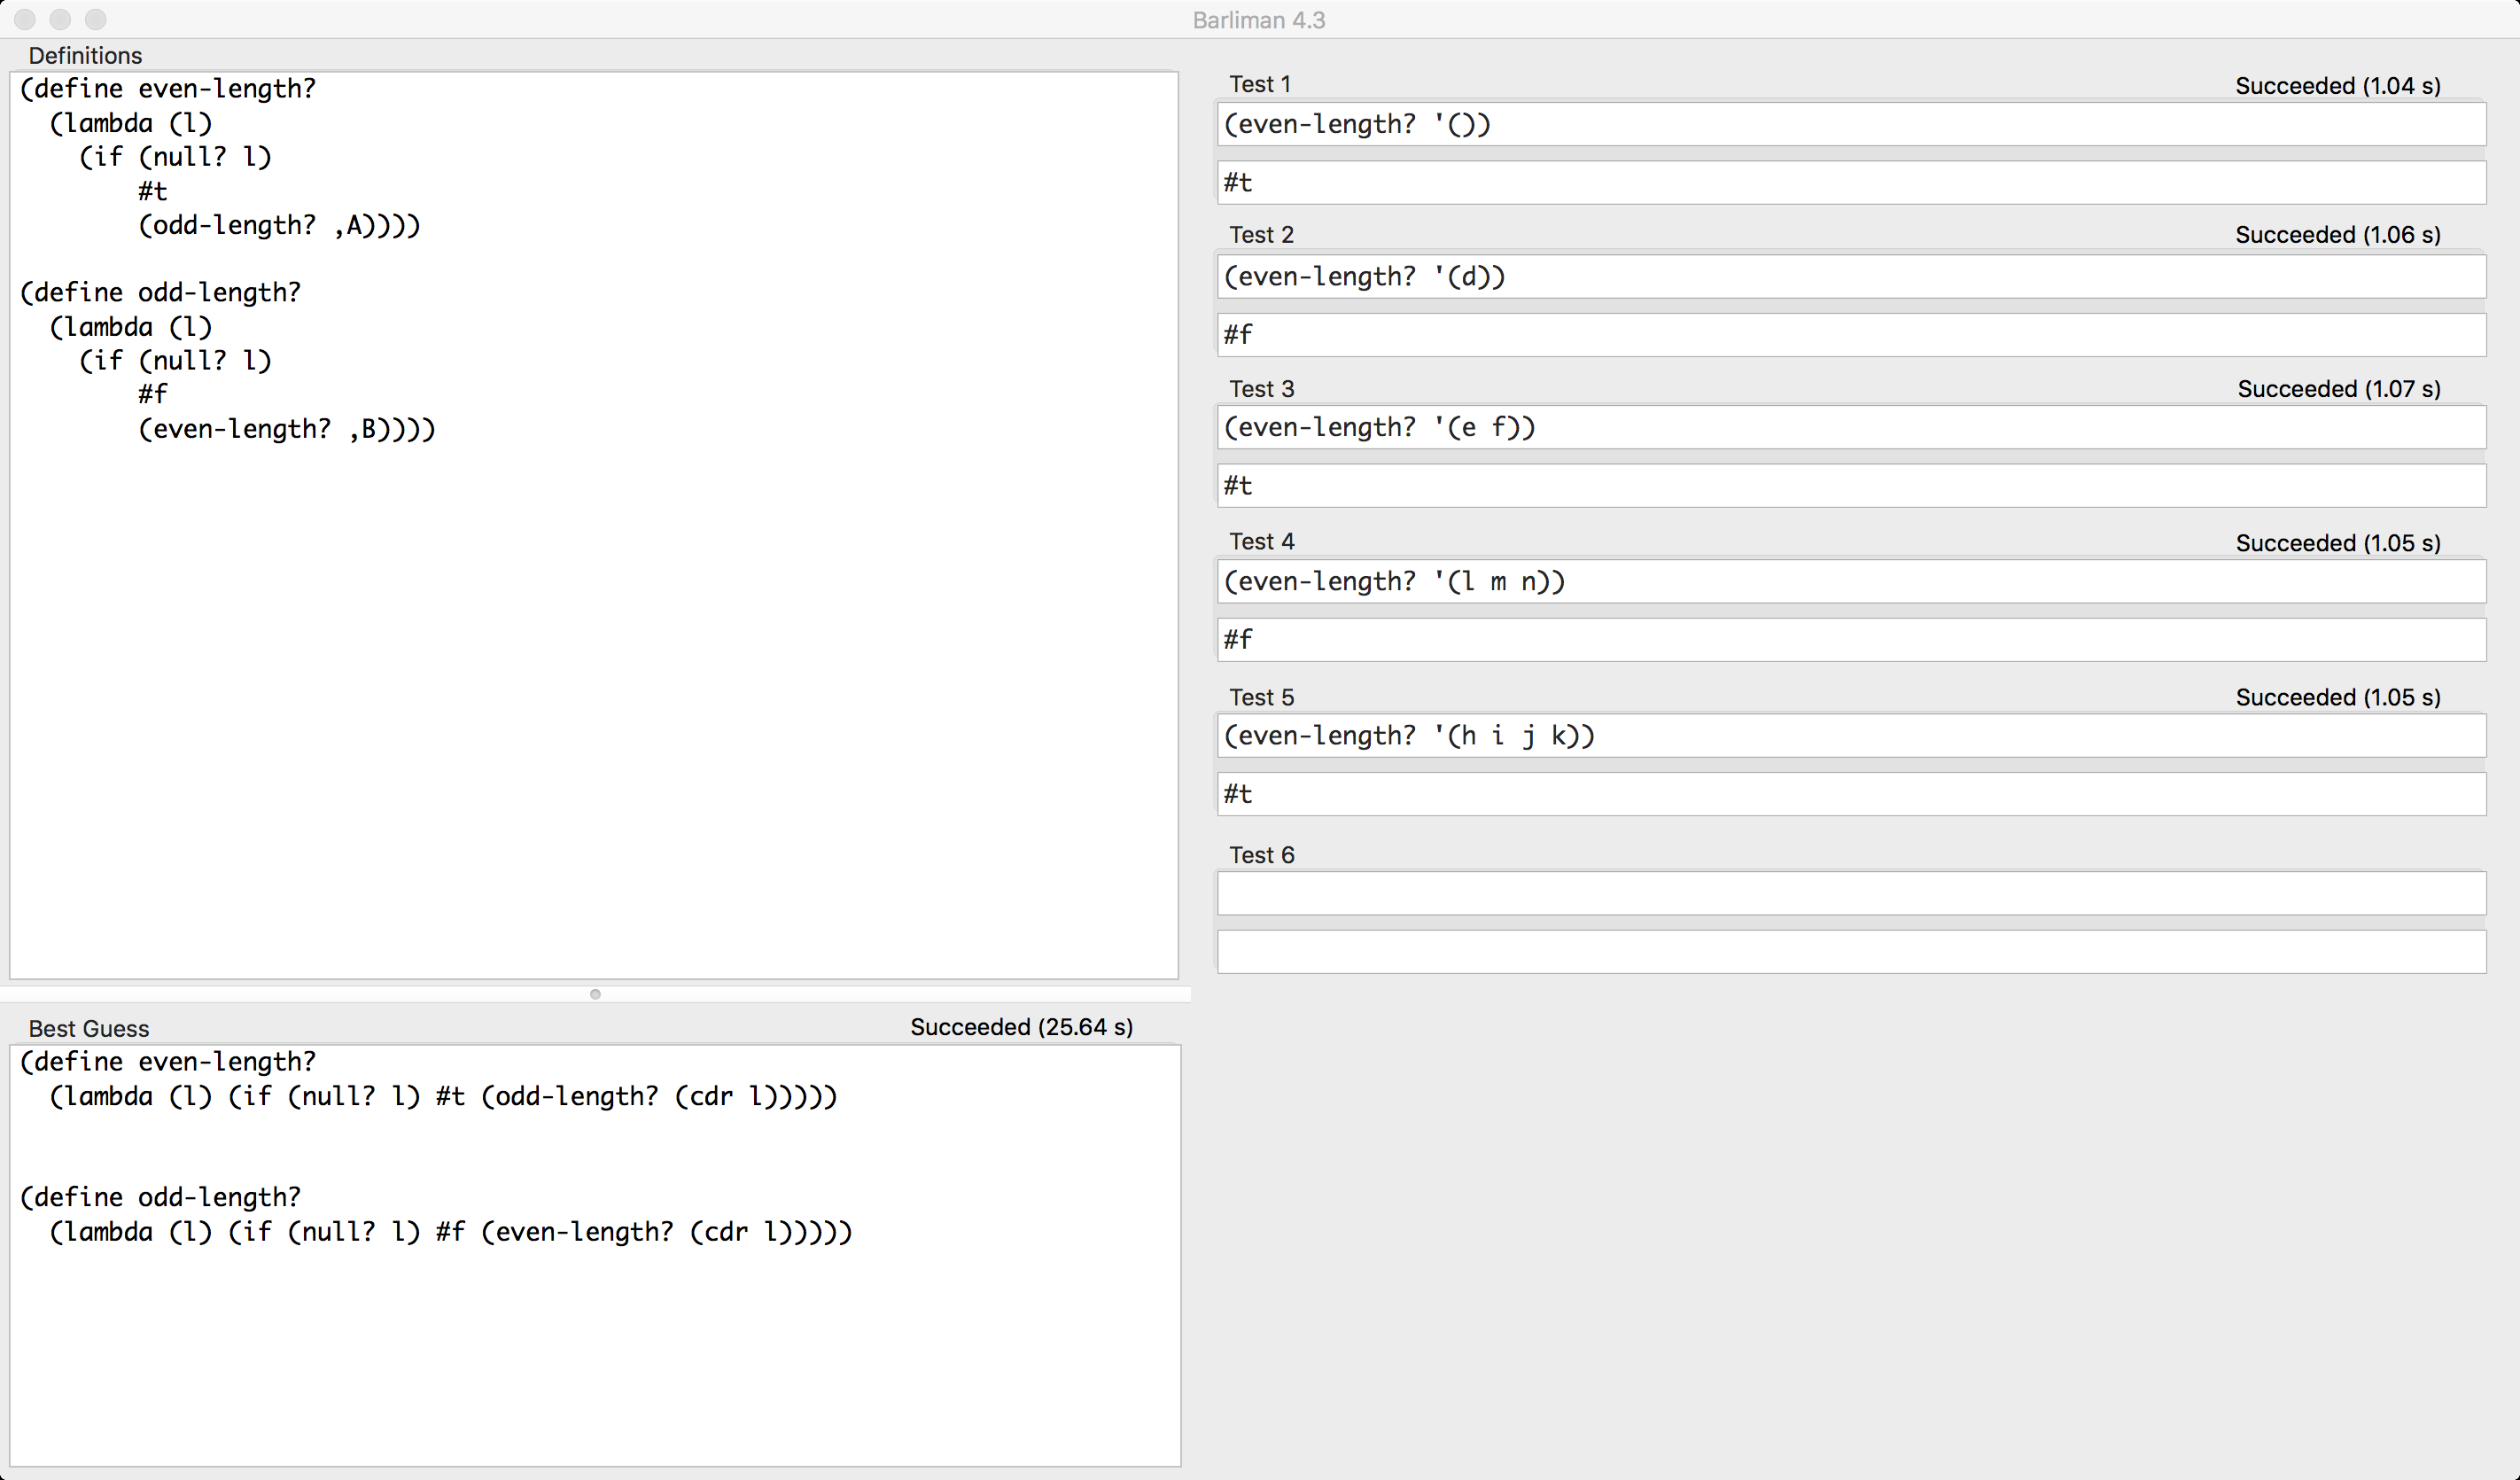 Barliman 4.3
Definitions
(define even-length?
  (lambda (l)
    (if (null? l)
        #t
        (odd-length? ,A))))
(define odd-length?
  (lambda (l)
    (if (null? l)
        #f
        (even-length? ,B))))
Best Guess Succeeded (25.64 s)
(define even-length?
  (lambda (l) (if (null? l) #t (odd-length? (cdr l)))))
(define odd-length?
  (lambda (l) (if (null? l) #f (even-length? (cdr l)))))
Test 1 Succeeded (1.04 s)
(even-length? '())
#t
Test 2 Succeeded (1.06 s)
(even-length? '(d))
#f
Test 3 Succeeded (1.07 s)
(even-length? '(e f))
#t
Test 4 Succeeded (1.05 s)
(even-length? '(l m n))
#f
Test 5 Succeeded (1.05 s)
(even-length? '(h i j k))
#t
Test 6